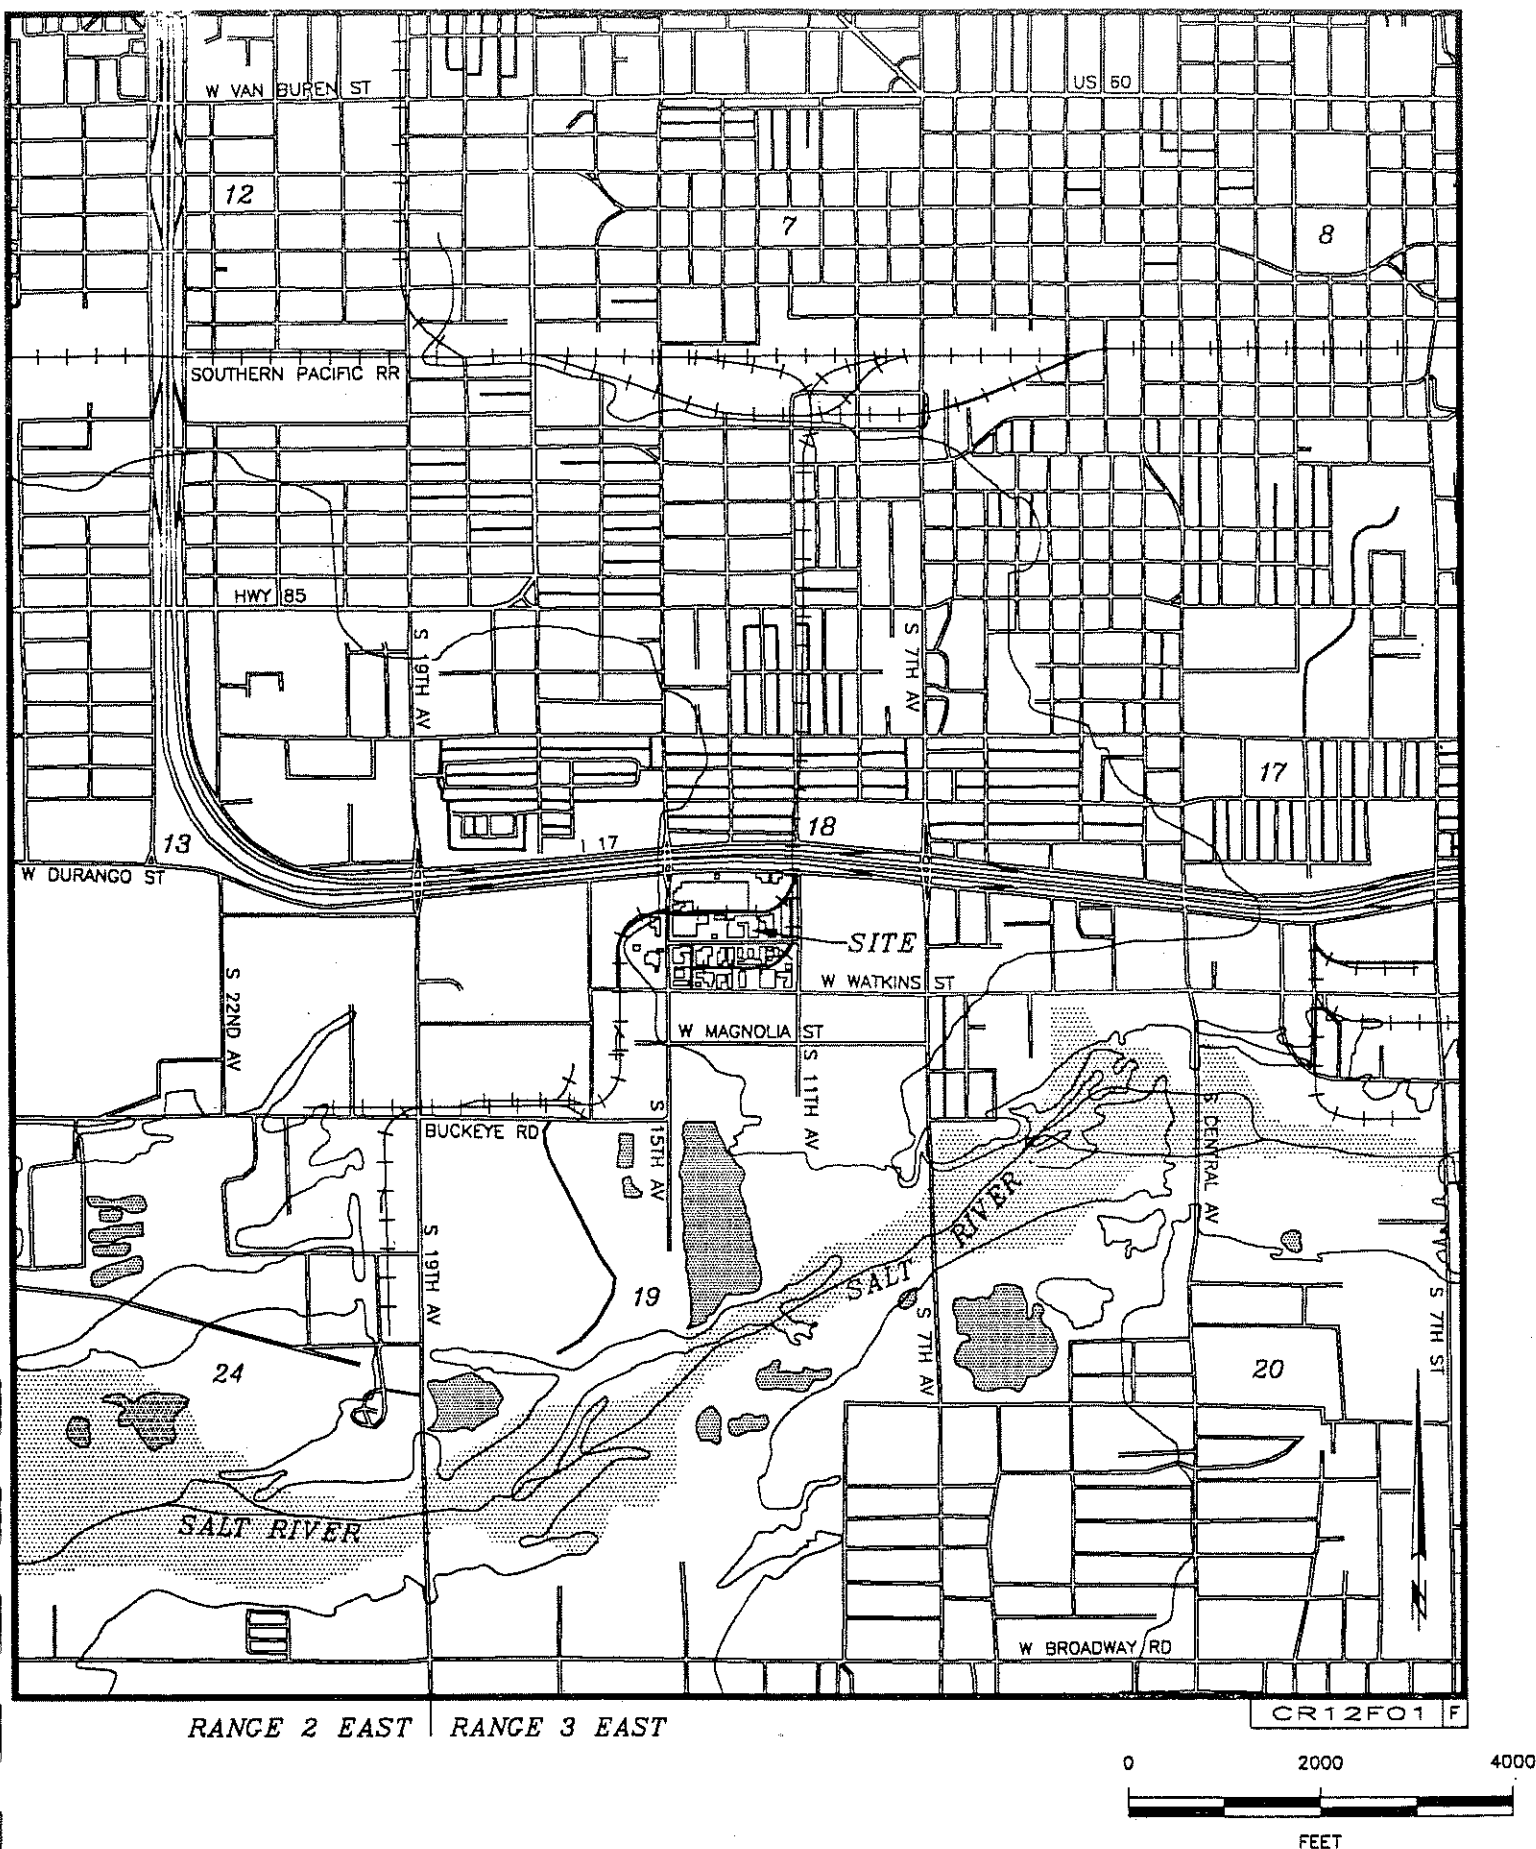 W VAN BUREN ST
US 60
12
7
8
SOUTHERN PACIFIC RR
HWY 85
S 19TH AV
S 7TH AV
17
13
18
I 17
W DURANGO ST
SITE
S 22ND AV
W WATKINS ST
W MAGNOLIA ST
S 11TH AV
S 15TH AV
BUCKEYE RD
S CENTRAL AV
S 19TH AV
SALT RIVER
19
S 7TH AV
S 7TH ST
24
20
SALT RIVER
N
W BROADWAY RD
RANGE 2 EAST
RANGE 3 EAST
CR12F01 F
0 2000 4000
FEET